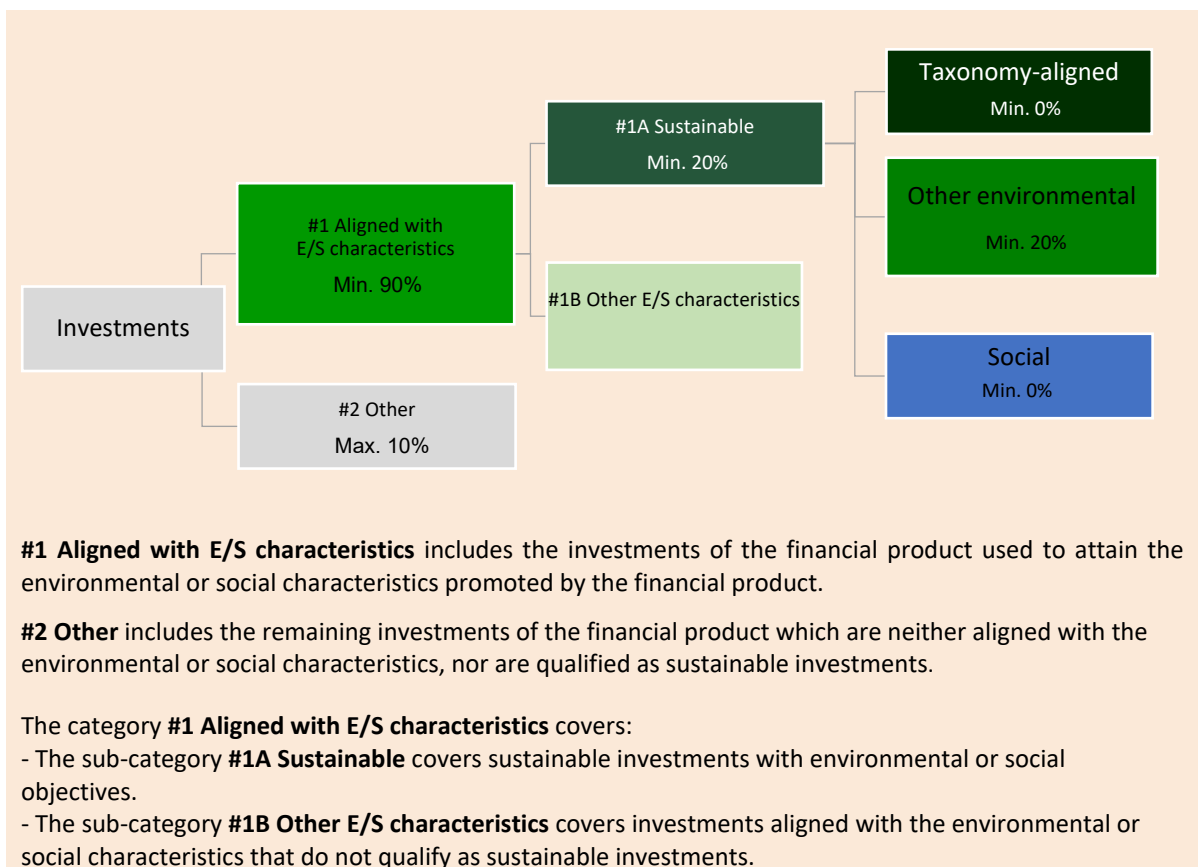 Taxonomy-aligned
Min. 0%
#1A Sustainable
Min. 20%
Other environmental
Min. 20%
#1 Aligned with
E/S characteristics
Min. 90%
#1B Other E/S characteristics
Investments
Social
Min. 0%
#2 Other
Max. 10%
#1 Aligned with E/S characteristics includes the investments of the financial product used to attain the
environmental or social characteristics promoted by the financial product.
#2 Other includes the remaining investments of the financial product which are neither aligned with the
environmental or social characteristics, nor are qualified as sustainable investments.
The category #1 Aligned with E/S characteristics covers:
- The sub-category #1A Sustainable covers sustainable investments with environmental or social
objectives.
- The sub-category #1B Other E/S characteristics covers investments aligned with the environmental or
social characteristics that do not qualify as sustainable investments.